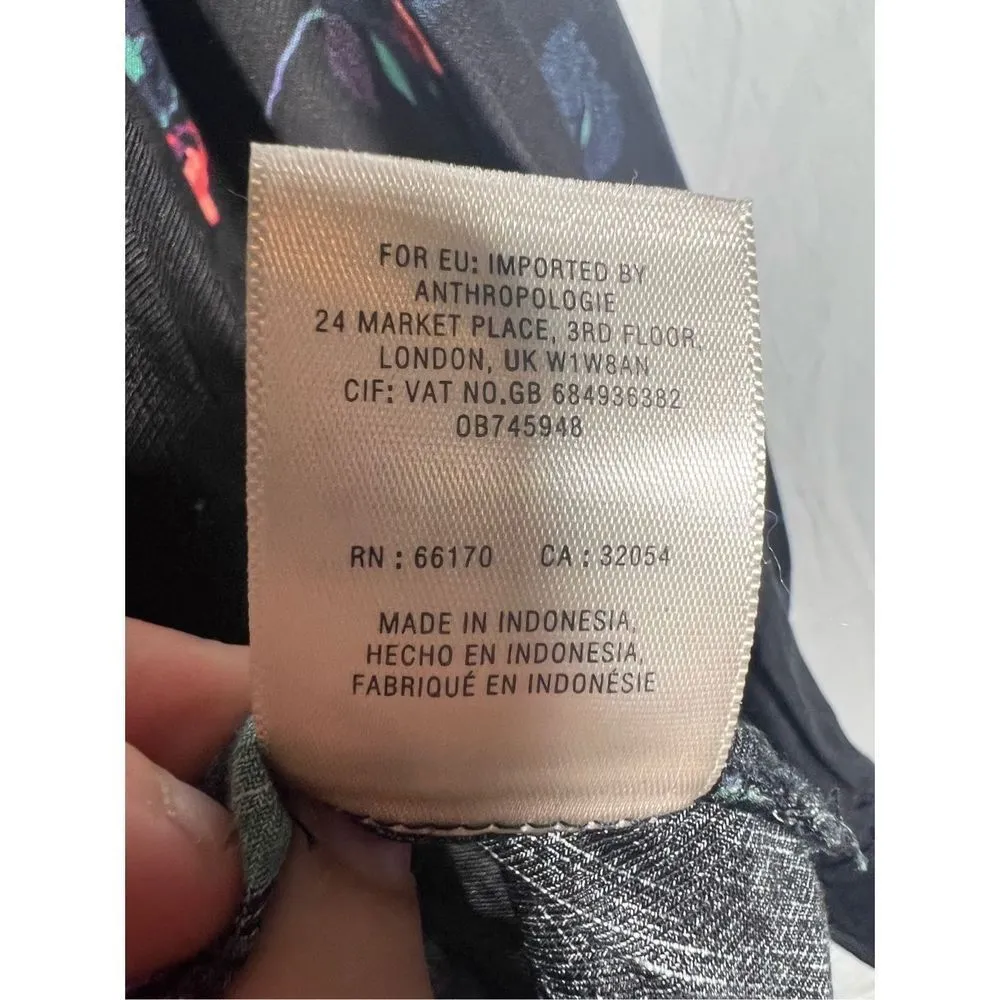 FOR EU: IMPORTED BY
ANTHROPOLOGIE
24 MARKET PLACE, 3RD FLOOR,
LONDON, UK W1W8AN
CIF: VAT NO.GB 684936382
OB745948
RN : 66170 CA : 32054
MADE IN INDONESIA,
HECHO EN INDONESIA,
FABRIQUÉ EN INDONÉSIE